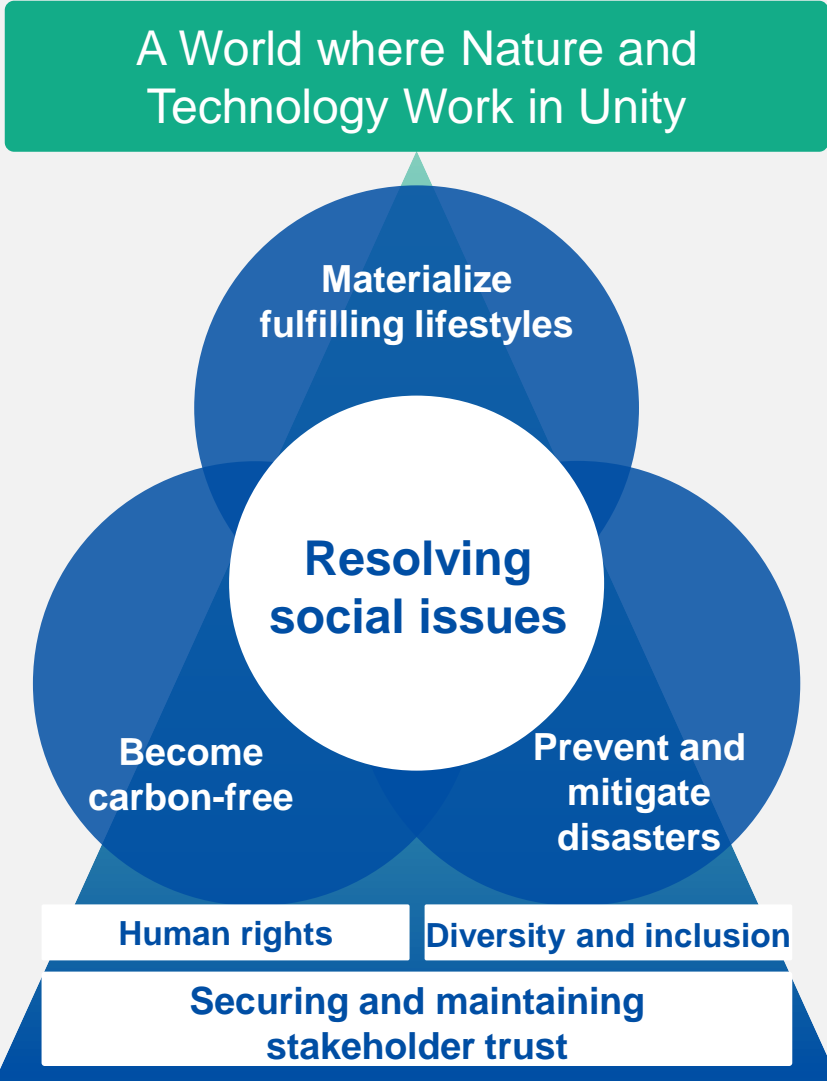 A World where Nature and
Technology Work in Unity
Materialize
fulfilling lifestyles
Resolving
social issues
Become
carbon-free
Prevent and
mitigate
disasters
Human rights
Diversity and inclusion
Securing and maintaining
stakeholder trust